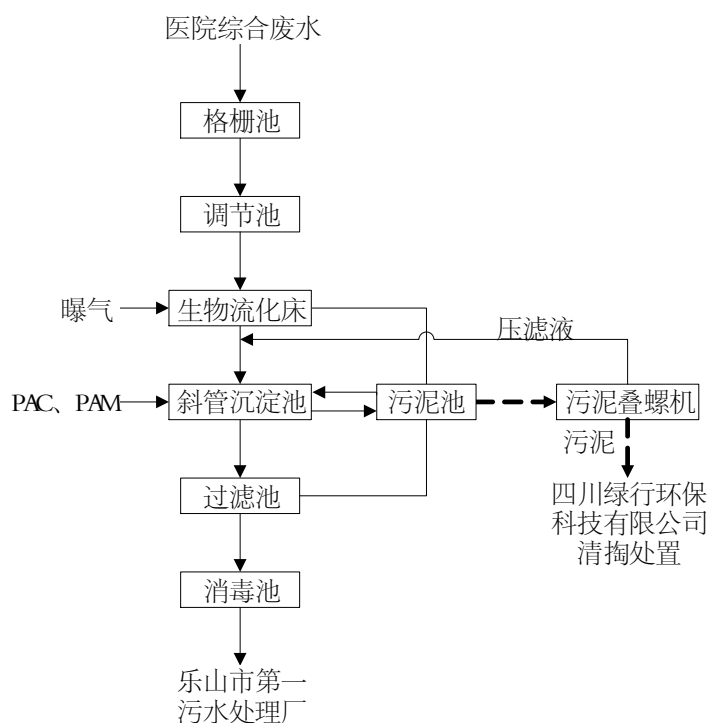 医院综合废水
格栅池
调节池
曝气
生物流化床
压滤液
PAC、PAM
斜管沉淀池
污泥池
污泥叠螺机
污泥
过滤池
四川绿行环保
科技有限公司
清掏处置
消毒池
乐山市第一
污水处理厂